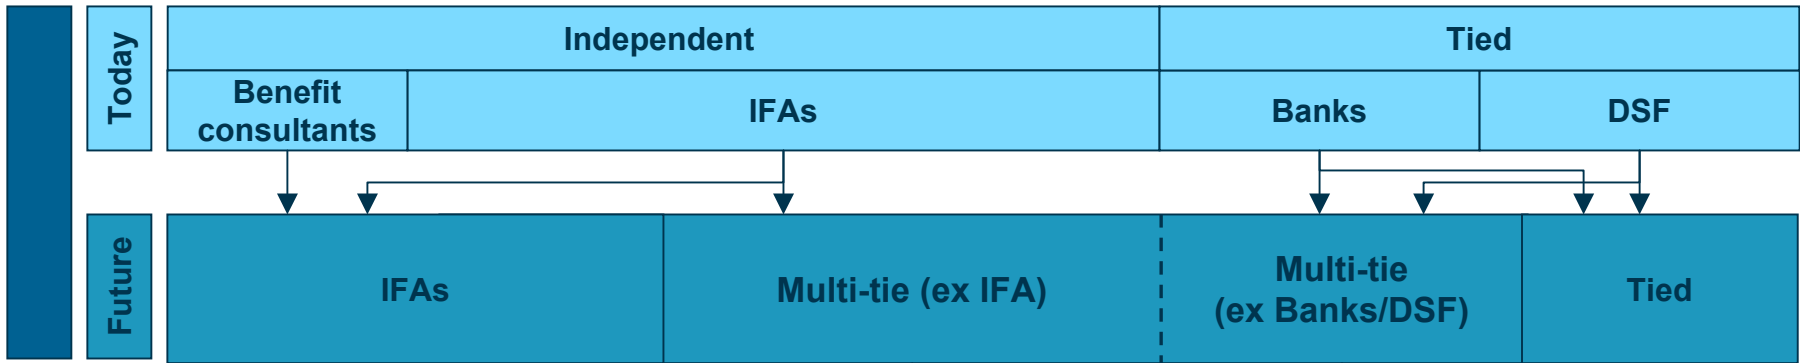 Today
Independent
Tied
Benefit
consultants
IFAs
Banks
DSF
Future
IFAs
Multi-tie (ex IFA)
Multi-tie
(ex Banks/DSF)
Tied